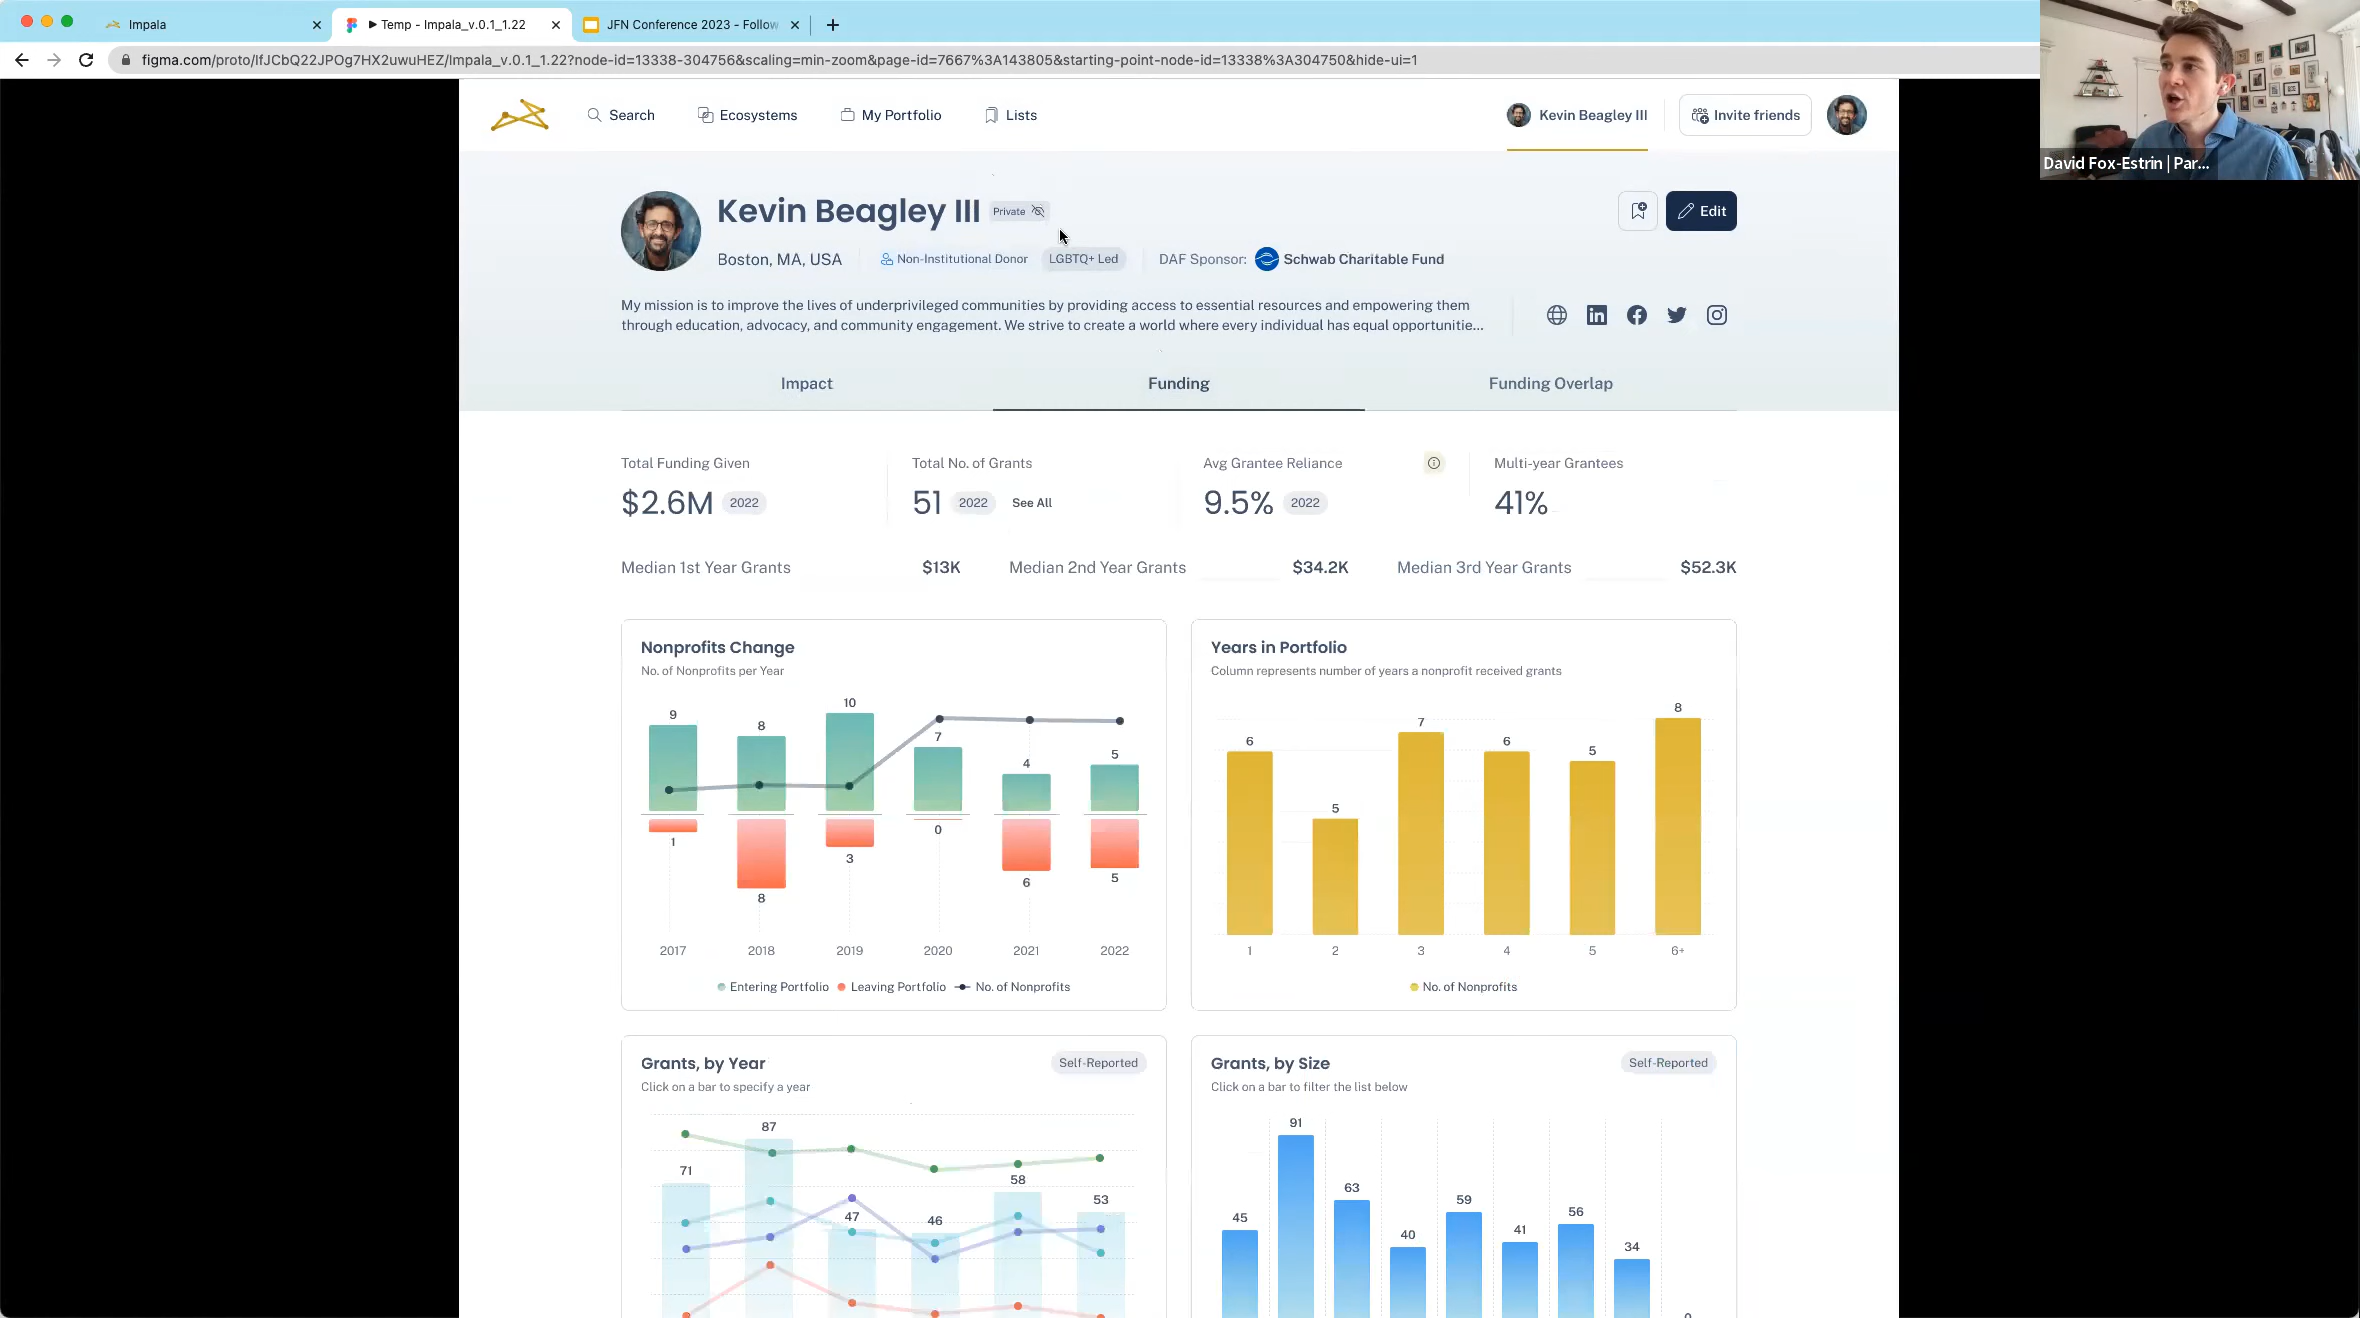 Impala
▶ Temp - Impala_v.0.1_1.22
JFN Conference 2023 - Follow
figma.com/proto/IfJCbQ22JPOg7HX2uwuHEZ/Impala_v.0.1_1.22?node-id=13338-304756&scaling=min-zoom&page-id=7667%3A143805&starting-point-node-id=13338%3A304750&hide-ui=1
David Fox-Estrin | Par...
Search
Ecosystems
My Portfolio
Lists
Kevin Beagley III
Invite friends
Kevin Beagley III
Private
Edit
Boston, MA, USA
Non-Institutional Donor
LGBTQ+ Led
DAF Sponsor:
Schwab Charitable Fund
My mission is to improve the lives of underprivileged communities by providing access to essential resources and empowering them
through education, advocacy, and community engagement. We strive to create a world where every individual has equal opportunitie...
Impact
Funding
Funding Overlap
Total Funding Given
$2.6M 2022
Total No. of Grants
51 2022 See All
Avg Grantee Reliance
9.5% 2022
Multi-year Grantees
41%
Median 1st Year Grants $13K
Median 2nd Year Grants $34.2K
Median 3rd Year Grants $52.3K
Nonprofits Change
No. of Nonprofits per Year
9 8 10 7 4 5
1 8 3 0 6 5
2017 2018 2019 2020 2021 2022
Entering Portfolio Leaving Portfolio No. of Nonprofits
Years in Portfolio
Column represents number of years a nonprofit received grants
6 5 7 6 5 8
1 2 3 4 5 6+
No. of Nonprofits
Grants, by Year
Self-Reported
Click on a bar to specify a year
71 87 47 46 58 53
Grants, by Size
Self-Reported
Click on a bar to filter the list below
45 91 63 40 59 41 56 34